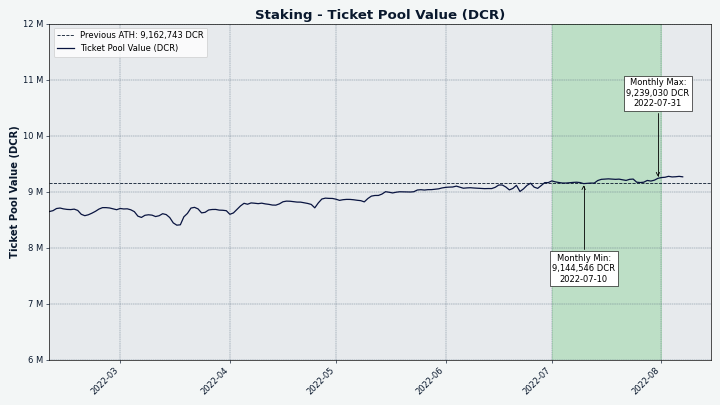 Staking - Ticket Pool Value (DCR)
Previous ATH: 9,162,743 DCR
Ticket Pool Value (DCR)
Ticket Pool Value (DCR)
12 M
11 M
10 M
9 M
8 M
7 M
6 M
Monthly Max:
9,239,030 DCR
2022-07-31
Monthly Min:
9,144,546 DCR
2022-07-10
2022-03
2022-04
2022-05
2022-06
2022-07
2022-08